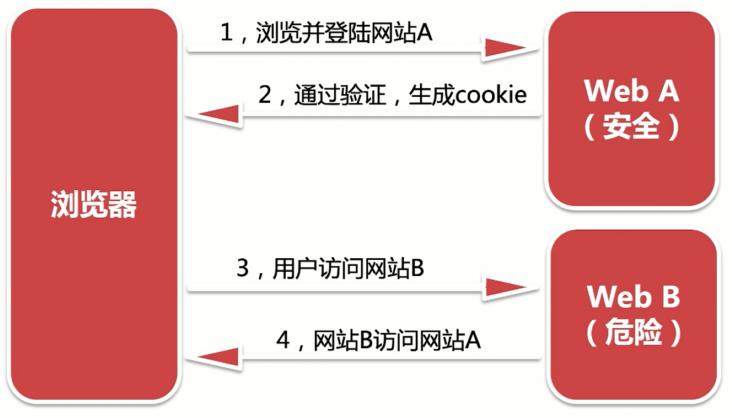 1，浏览并登陆网站A
2，通过验证，生成cookie
Web A
（安全）
浏览器
3，用户访问网站B
Web B
（危险）
4，网站B访问网站A